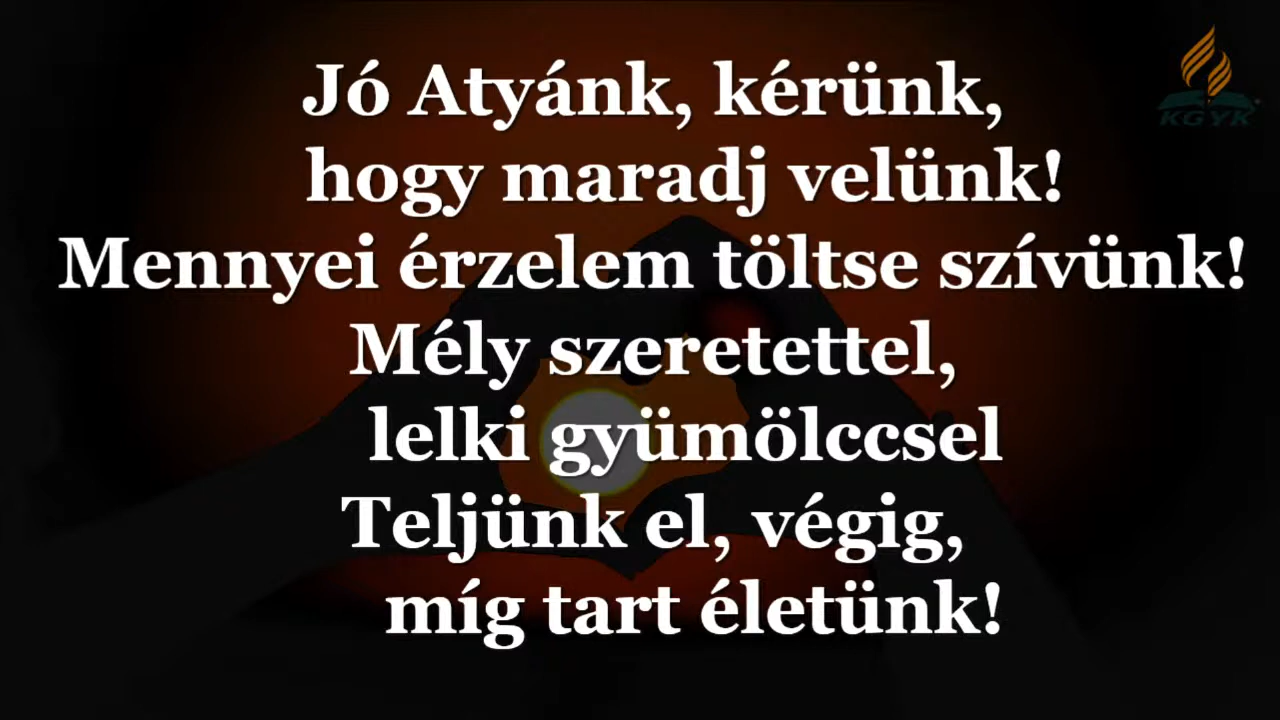 KGYK
Jó Atyánk, kérünk,
hogy maradj velünk!
Mennyei érzelem töltse szívünk!
Mély szeretettel,
lelki gyümölccsel
Teljünk el, végig,
míg tart életünk!